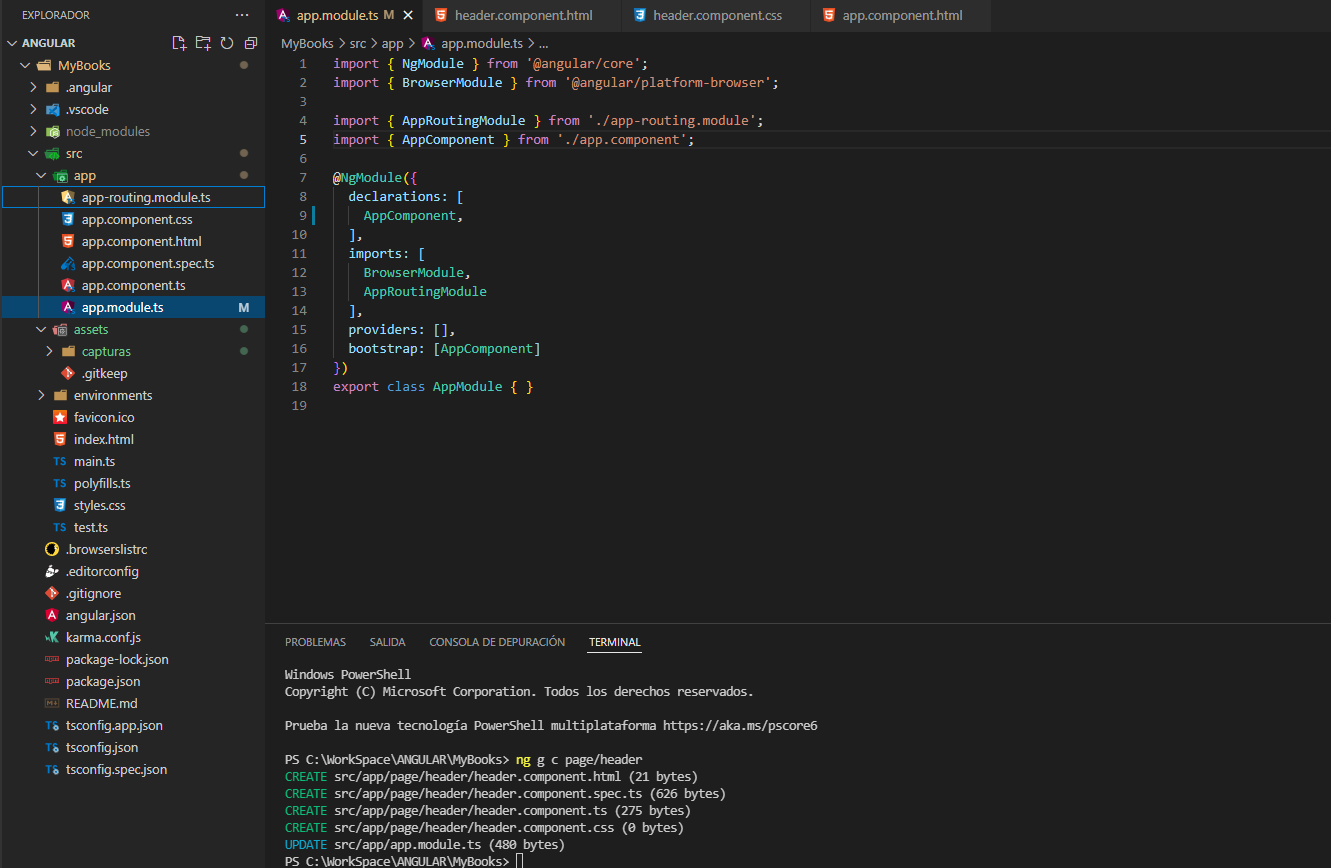 EXPLORADOR ...
ANGULAR
MyBooks
.angular
.vscode
node_modules
src
app
app-routing.module.ts
app.component.css
app.component.html
app.component.spec.ts
app.component.ts
app.module.ts M
assets
capturas
.gitkeep
environments
favicon.ico
index.html
TS main.ts
TS polyfills.ts
styles.css
TS test.ts
.browserslistrc
.editorconfig
.gitignore
angular.json
karma.conf.js
package-lock.json
package.json
README.md
TS tsconfig.app.json
TS tsconfig.json
TS tsconfig.spec.json
app.module.ts M header.component.html header.component.css app.component.html
MyBooks > src > app > app.module.ts > ...
1 import { NgModule } from '@angular/core';
2 import { BrowserModule } from '@angular/platform-browser';
3
4 import { AppRoutingModule } from './app-routing.module';
5 import { AppComponent } from './app.component';
6
7 @NgModule({
8 declarations: [
9 AppComponent,
10 ],
11 imports: [
12 BrowserModule,
13 AppRoutingModule
14 ],
15 providers: [],
16 bootstrap: [AppComponent]
17 })
18 export class AppModule { }
19
PROBLEMAS SALIDA CONSOLA DE DEPURACIÓN TERMINAL
Windows PowerShell
Copyright (C) Microsoft Corporation. Todos los derechos reservados.
Prueba la nueva tecnología PowerShell multiplataforma https://aka.ms/pscore6
PS C:\WorkSpace\ANGULAR\MyBooks> ng g c page/header
CREATE src/app/page/header/header.component.html (21 bytes)
CREATE src/app/page/header/header.component.spec.ts (626 bytes)
CREATE src/app/page/header/header.component.ts (275 bytes)
CREATE src/app/page/header/header.component.css (0 bytes)
UPDATE src/app/app.module.ts (480 bytes)
PS C:\WorkSpace\ANGULAR\MyBooks>